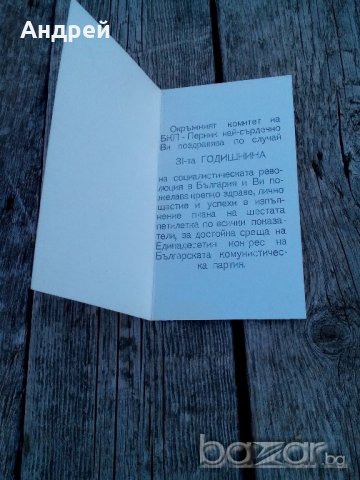 Андрей
Окръжният комитет на
БКП - Перник най-сърдечно
Ви поздравява по случай
31-та ГОДИШНИНА
на социалистическата рево-
люция в България и Ви по-
желава крепко здраве, лично
щастие и успехи в изпъл-
нение плана на шестата
петилетка по всички показа-
тели, за достойна среща на
Единадесетия конгрес на
Българската комунистичес-
ка партия.
bazar.bg